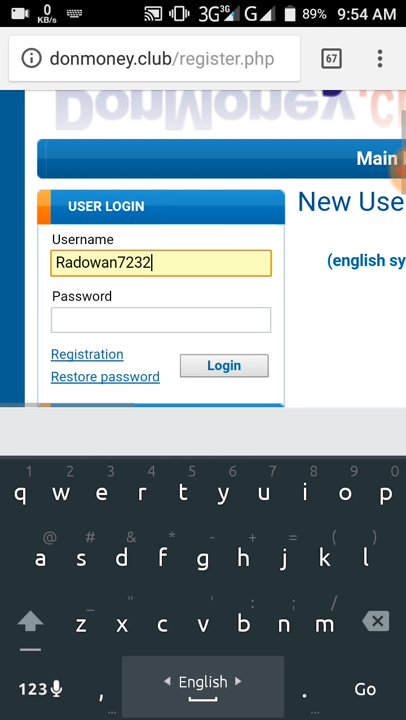 0 KB/s 3G 3G G 89% 9:54 AM
donmoney.club/register.php 67
DonMoney.c
Main
USER LOGIN
New Use
Username
(english sy
Radowan7232
Password
Registration
Login
Restore password
1 2 3 4 5 6 7 8 9 0
q w e r t y u i o p
@ # & * - + = ( )
a s d f g h j k l
_ " ' : ; /
z x c v b n m
123 , English . Go